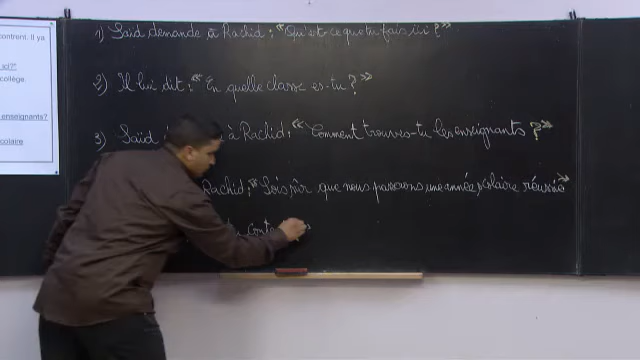 contrent. Il ya
ici?"
collège.
enseignants?
colaire
1) Saïd demande à Rachid : "Qu'est-ce que tu fais ici ?"
2) Il lui dit : "En quelle classe es-tu ?"
3) Saïd à Rachid : "Comment trouves-tu les enseignants ?"
Rachid : "Sois sûr que nous passerons une année scolaire réussie"